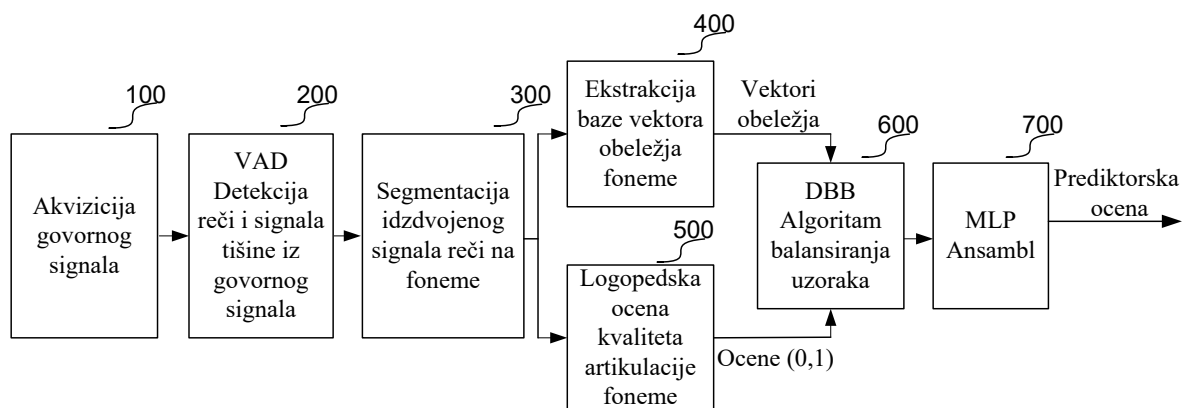 100
Akvizicija
govornog
signala
200
VAD
Detekcija
reči i signala
tišine iz
govornog
signala
300
Segmentacija
idzdvojenog
signala reči na
foneme
400
Ekstrakcija
baze vektora
obeležja
foneme
Vektori
obeležja
500
Logopedska
ocena
kvaliteta
artikulacije
foneme
Ocene (0,1)
600
DBB
Algoritam
balansiranja
uzoraka
700
MLP
Ansambl
Prediktorska
ocena